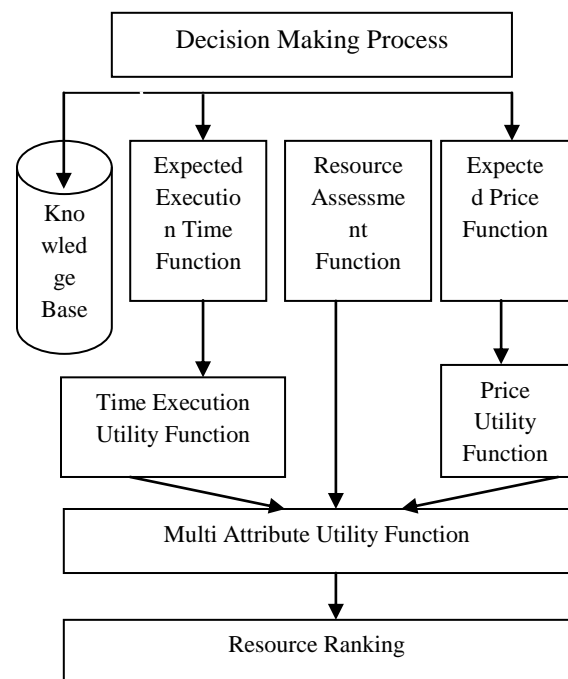 Decision Making Process
Kno
wled
ge
Base
Expected
Executio
n Time
Function
Resource
Assessme
nt
Function
Expecte
d Price
Function
Time Execution
Utility Function
Price
Utility
Function
Multi Attribute Utility Function
Resource Ranking